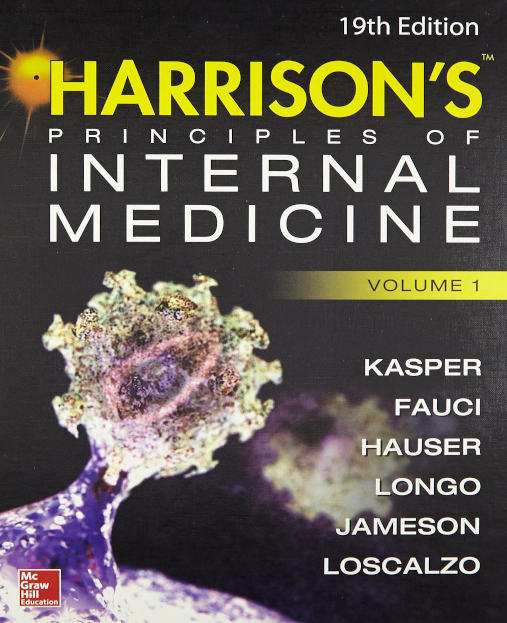 19th Edition
HARRISON'S™
PRINCIPLES OF
INTERNAL
MEDICINE
VOLUME 1
KASPER
FAUCI
HAUSER
LONGO
JAMESON
LOSCALZO
Mc
Graw
Hill
Education